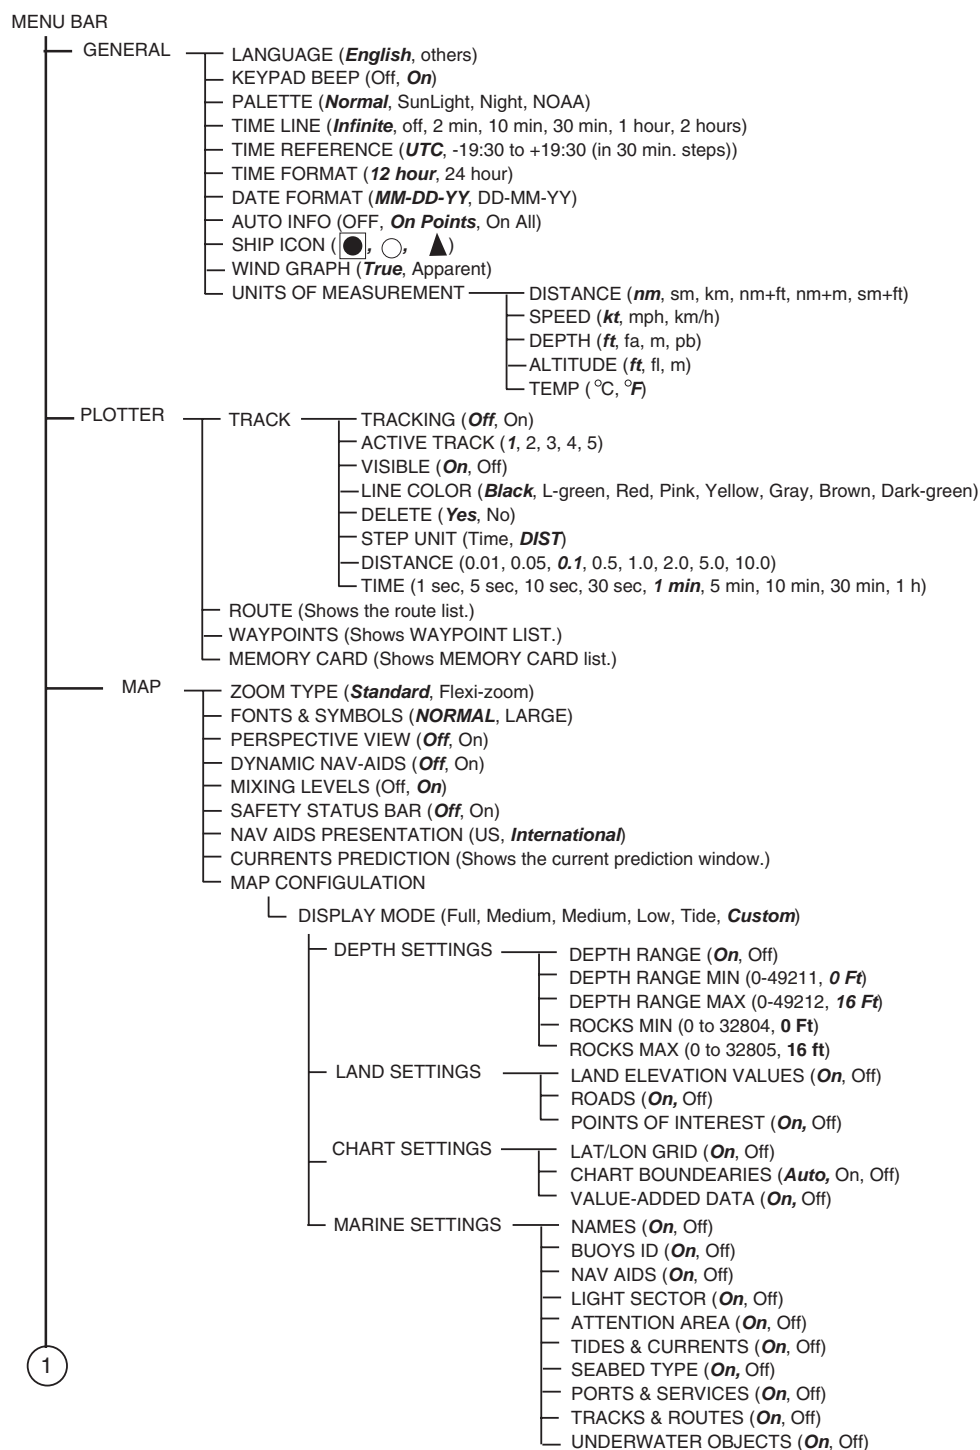 MENU BAR
GENERAL
LANGUAGE (English, others)
KEYPAD BEEP (Off, On)
PALETTE (Normal, SunLight, Night, NOAA)
TIME LINE (Infinite, off, 2 min, 10 min, 30 min, 1 hour, 2 hours)
TIME REFERENCE (UTC, -19:30 to +19:30 (in 30 min. steps))
TIME FORMAT (12 hour, 24 hour)
DATE FORMAT (MM-DD-YY, DD-MM-YY)
AUTO INFO (OFF, On Points, On All)
SHIP ICON ( , , )
WIND GRAPH (True, Apparent)
UNITS OF MEASUREMENT
DISTANCE (nm, sm, km, nm+ft, nm+m, sm+ft)
SPEED (kt, mph, km/h)
DEPTH (ft, fa, m, pb)
ALTITUDE (ft, fl, m)
TEMP ( °C, °F)
PLOTTER
TRACK
TRACKING (Off, On)
ACTIVE TRACK (1, 2, 3, 4, 5)
VISIBLE (On, Off)
LINE COLOR (Black, L-green, Red, Pink, Yellow, Gray, Brown, Dark-green)
DELETE (Yes, No)
STEP UNIT (Time, DIST)
DISTANCE (0.01, 0.05, 0.1, 0.5, 1.0, 2.0, 5.0, 10.0)
TIME (1 sec, 5 sec, 10 sec, 30 sec, 1 min, 5 min, 10 min, 30 min, 1 h)
ROUTE (Shows the route list.)
WAYPOINTS (Shows WAYPOINT LIST.)
MEMORY CARD (Shows MEMORY CARD list.)
MAP
ZOOM TYPE (Standard, Flexi-zoom)
FONTS & SYMBOLS (NORMAL, LARGE)
PERSPECTIVE VIEW (Off, On)
DYNAMIC NAV-AIDS (Off, On)
MIXING LEVELS (Off, On)
SAFETY STATUS BAR (Off, On)
NAV AIDS PRESENTATION (US, International)
CURRENTS PREDICTION (Shows the current prediction window.)
MAP CONFIGULATION
DISPLAY MODE (Full, Medium, Medium, Low, Tide, Custom)
DEPTH SETTINGS
DEPTH RANGE (On, Off)
DEPTH RANGE MIN (0-49211, 0 Ft)
DEPTH RANGE MAX (0-49212, 16 Ft)
ROCKS MIN (0 to 32804, 0 Ft)
ROCKS MAX (0 to 32805, 16 ft)
LAND SETTINGS
LAND ELEVATION VALUES (On, Off)
ROADS (On, Off)
POINTS OF INTEREST (On, Off)
CHART SETTINGS
LAT/LON GRID (On, Off)
CHART BOUNDEARIES (Auto, On, Off)
VALUE-ADDED DATA (On, Off)
MARINE SETTINGS
NAMES (On, Off)
BUOYS ID (On, Off)
NAV AIDS (On, Off)
LIGHT SECTOR (On, Off)
ATTENTION AREA (On, Off)
TIDES & CURRENTS (On, Off)
SEABED TYPE (On, Off)
PORTS & SERVICES (On, Off)
TRACKS & ROUTES (On, Off)
UNDERWATER OBJECTS (On, Off)
1